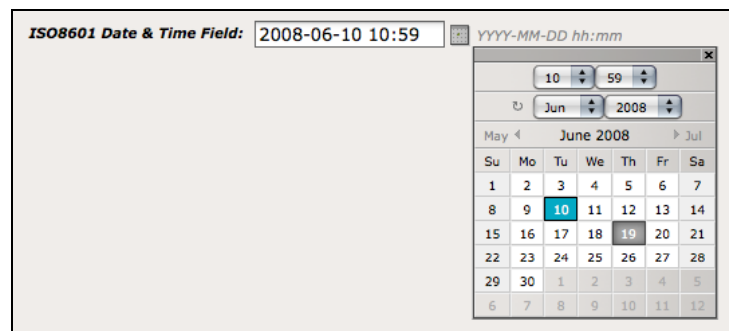 ISO8601 Date & Time Field: 2008-06-10 10:59 YYYY-MM-DD hh:mm
x
10 59
Jun 2008
May June 2008 Jul
Su Mo Tu We Th Fr Sa
1 2 3 4 5 6 7
8 9 10 11 12 13 14
15 16 17 18 19 20 21
22 23 24 25 26 27 28
29 30 1 2 3 4 5
6 7 8 9 10 11 12